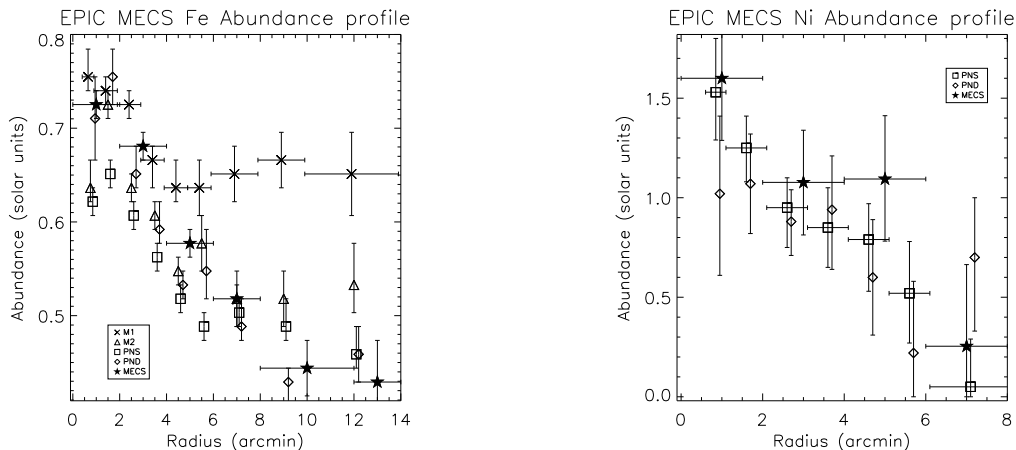 EPIC MECS Fe Abundance profile
0.8
0.7
0.6
0.5
Abundance (solar units)
M1
M2
PNS
PND
MECS
0 2 4 6 8 10 12 14
Radius (arcmin)
EPIC MECS Ni Abundance profile
1.5
1.0
0.5
0.0
Abundance (solar units)
PNS
PND
MECS
0 2 4 6 8
Radius (arcmin)